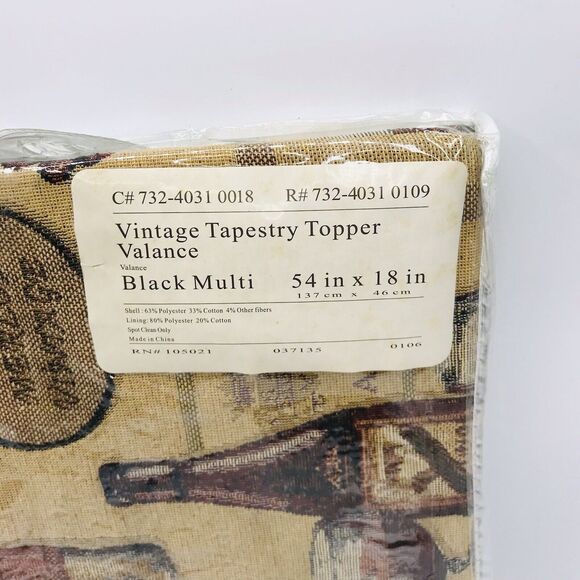 C# 732-4031 0018 R# 732-4031 0109
Vintage Tapestry Topper
Valance
Valance
Black Multi 54 in x 18 in
137 cm x 46 cm
Shell : 63% Polyester 33% Cotton 4% Other fibers
Lining: 80% Polyester 20% Cotton
Spot Clean Only
Made in China
RN# 105021 037135 0106